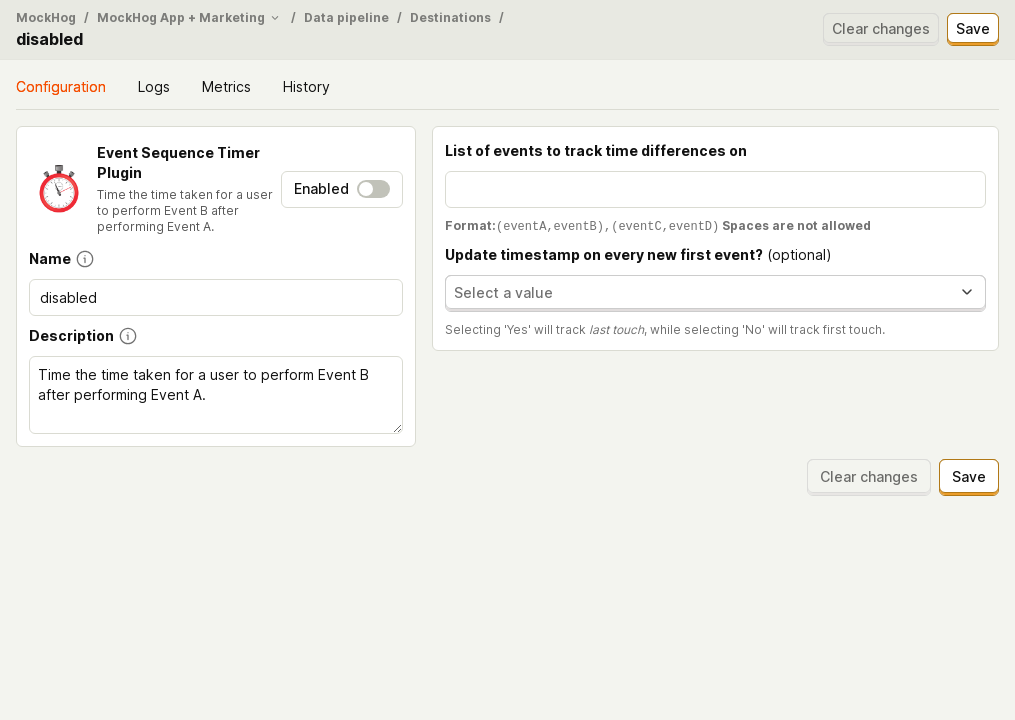 MockHog / MockHog App + Marketing / Data pipeline / Destinations /
disabled
Clear changes
Save
Configuration
Logs
Metrics
History
Event Sequence Timer
Plugin
Time the time taken for a user
to perform Event B after
performing Event A.
Enabled
Name
disabled
Description
Time the time taken for a user to perform Event B
after performing Event A.
List of events to track time differences on
Format:(eventA,eventB),(eventC,eventD) Spaces are not allowed
Update timestamp on every new first event? (optional)
Select a value
Selecting 'Yes' will track last touch, while selecting 'No' will track first touch.
Clear changes
Save